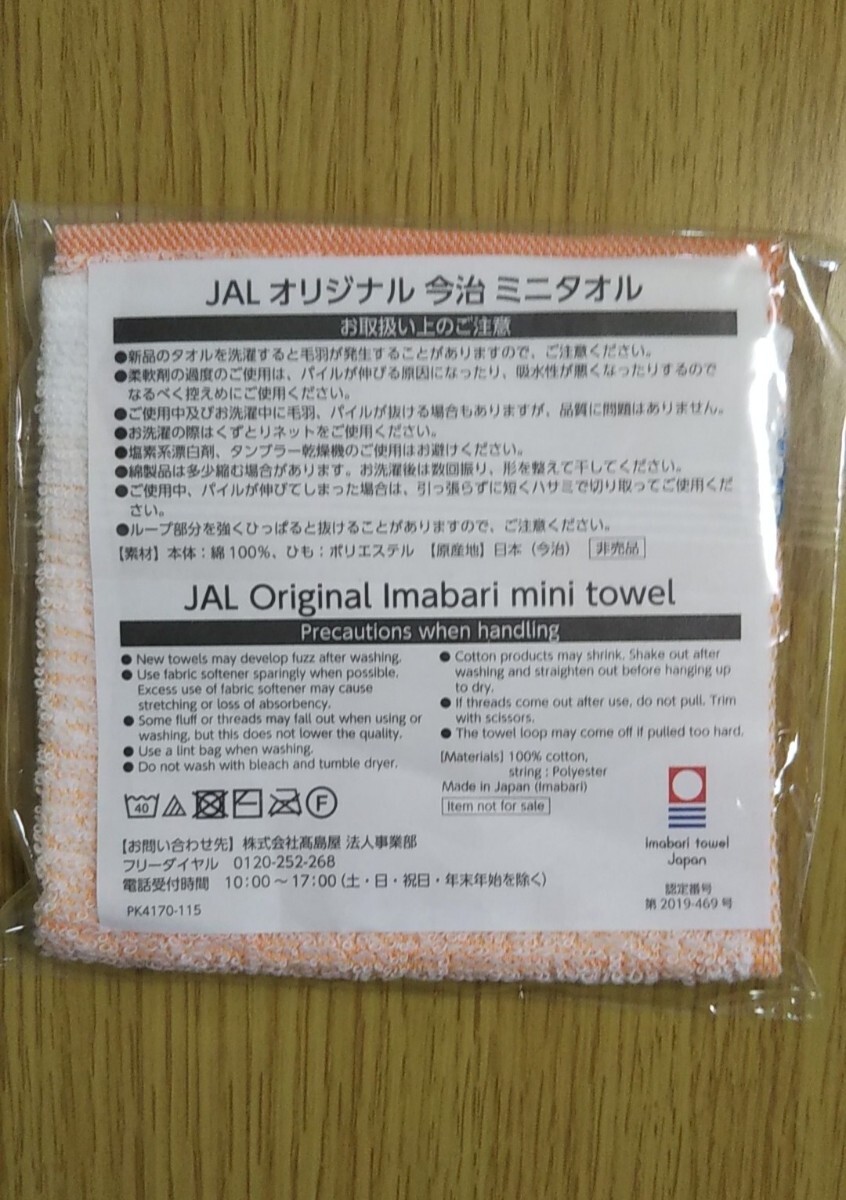 JAL オリジナル 今治 ミニタオル
お取扱い上のご注意
●新品のタオルを洗濯すると毛羽が発生することがありますので、ご注意ください。
●柔軟剤の過度のご使用は、パイルが伸びる原因になったり、吸水性が悪くなったりするので
なるべく控えめにご使用ください。
●ご使用中及びお洗濯中に毛羽、パイルが抜ける場合もありますが、品質に問題はありません。
●お洗濯の際はくずとりネットをご使用ください。
●塩素系漂白剤、タンブラー乾燥機のご使用はお避けください。
●綿製品は多少縮む場合があります。お洗濯後は数回振り、形を整えて干してください。
●ご使用中、パイルが伸びてしまった場合は、引っ張らずに短くハサミで切り取ってご使用くだ
さい。
●ループ部分を強くひっぱると抜けることがありますので、ご注意ください。
【素材】本体：綿100%、ひも：ポリエステル 【原産地】日本（今治） 非売品
JAL Original Imabari mini towel
Precautions when handling
● New towels may develop fuzz after washing.
● Use fabric softener sparingly when possible.
Excess use of fabric softener may cause
stretching or loss of absorbency.
● Some fluff or threads may fall out when using or
washing, but this does not lower the quality.
● Use a lint bag when washing.
● Do not wash with bleach and tumble dryer.
● Cotton products may shrink. Shake out after
washing and straighten out before hanging up
to dry.
● If threads come out after use, do not pull. Trim
with scissors.
● The towel loop may come off if pulled too hard.
[Materials] 100% cotton,
string : Polyester
Made in Japan (Imabari)
Item not for sale
40
F
【お問い合わせ先】株式会社髙島屋 法人事業部
フリーダイヤル 0120-252-268
電話受付時間 10:00～17:00（土・日・祝日・年末年始を除く）
PK4170-115
imabari towel
Japan
認定番号
第 2019-469 号